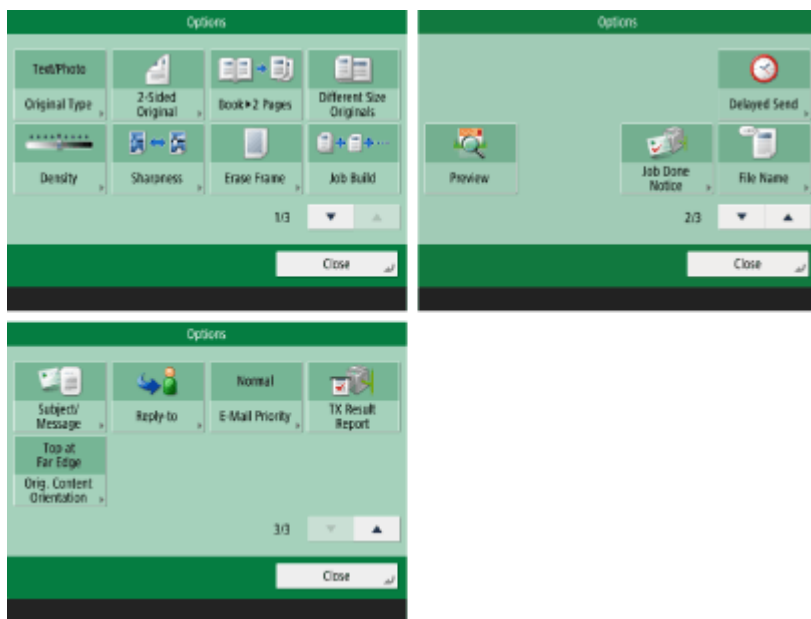 Options
Text/Photo
Original Type
2-Sided
Original
Book▸2 Pages
Different Size
Originals
Density
Sharpness
Erase Frame
Job Build
1/3
Close
Options
Delayed Send
Preview
Job Done
Notice
File Name
2/3
Close
Options
Subject/
Message
Reply-to
Normal
E-Mail Priority
TX Result
Report
Top at
Far Edge
Orig. Content
Orientation
3/3
Close